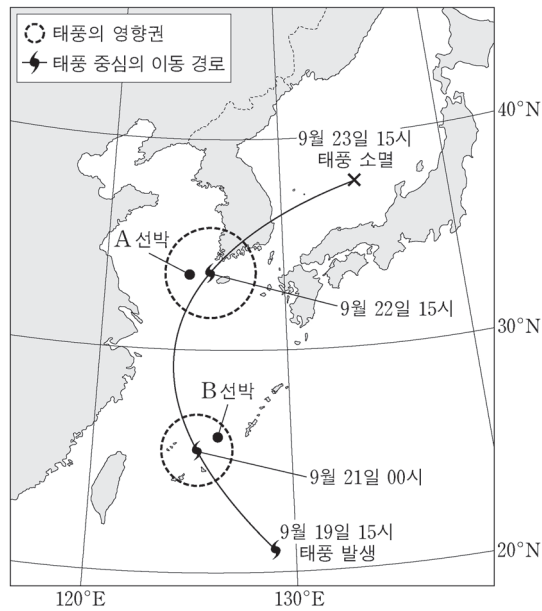 태풍의 영향권
태풍 중심의 이동 경로
40°N
9월 23일 15시
태풍 소멸
A 선박
9월 22일 15시
30°N
B 선박
9월 21일 00시
9월 19일 15시
태풍 발생
20°N
120°E
130°E